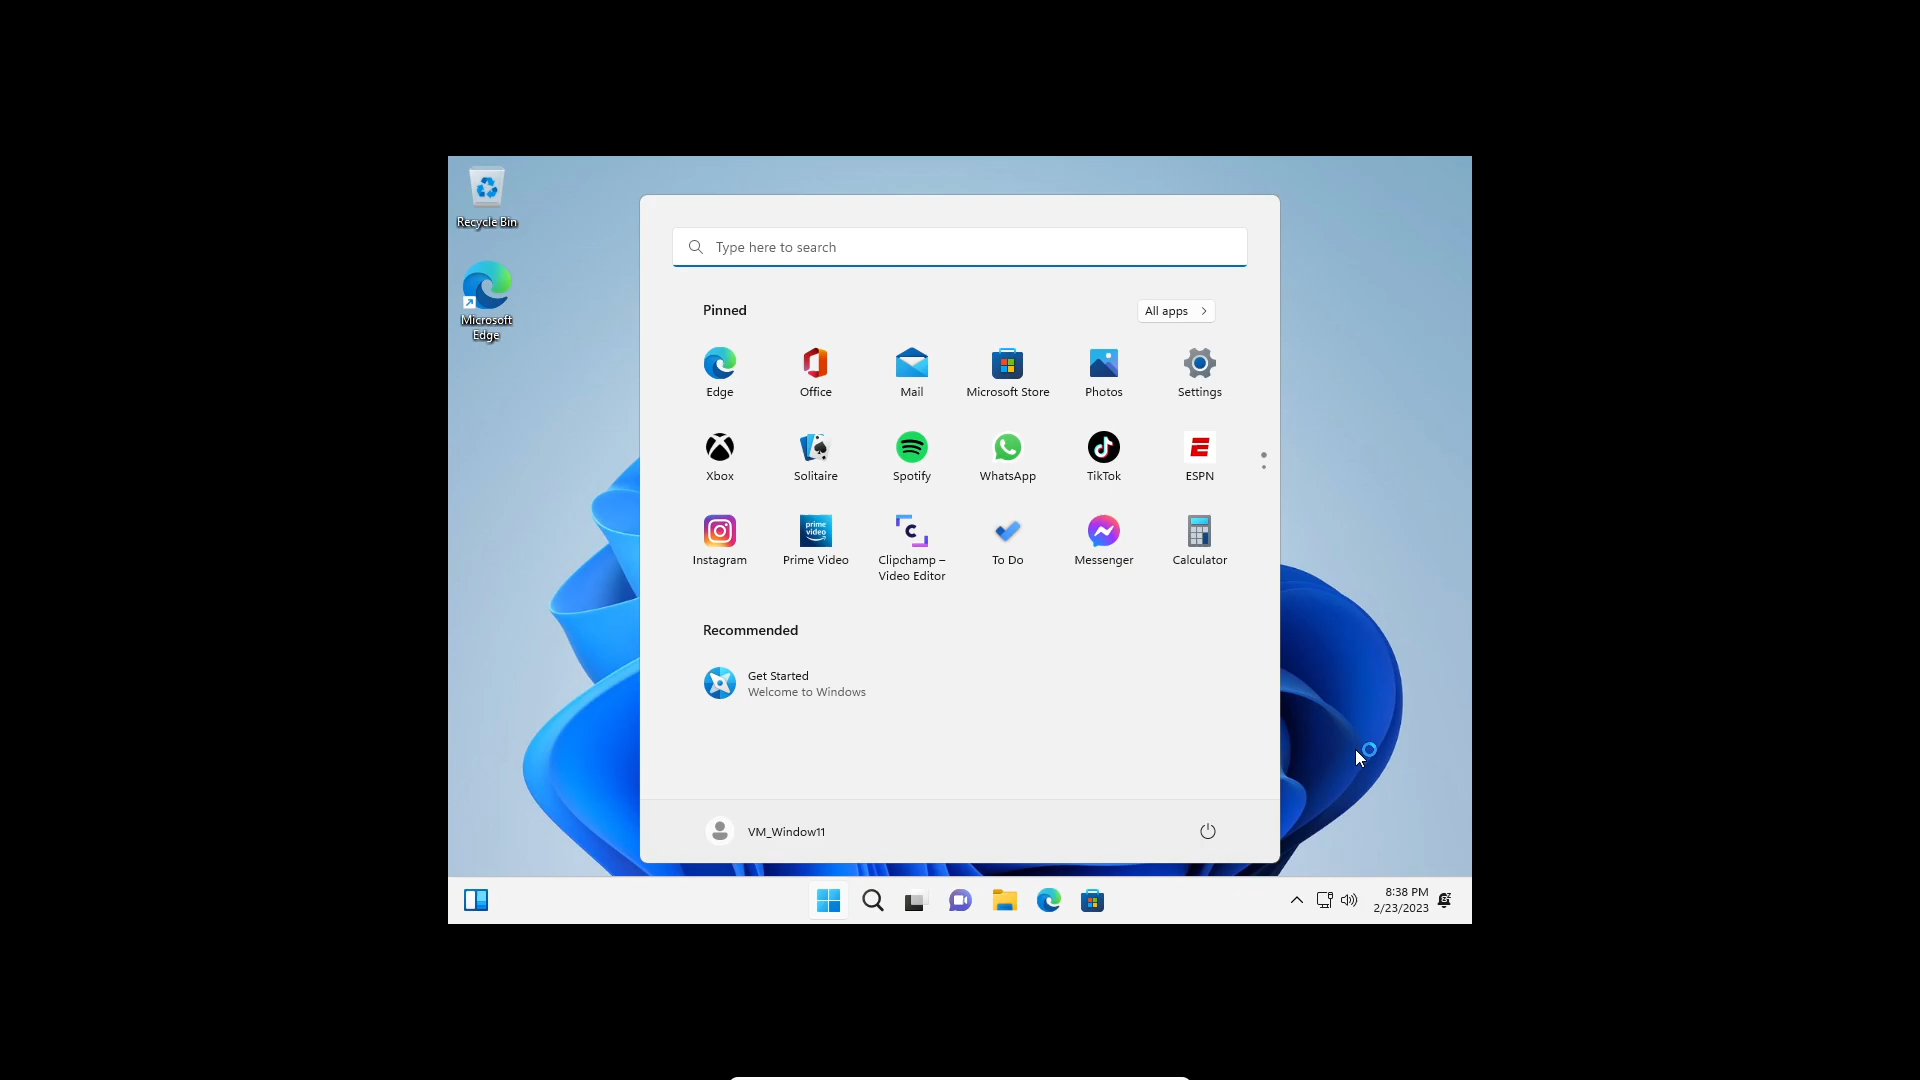 Recycle Bin
Microsoft
Edge
Type here to search
Pinned
All apps
Edge
Office
Mail
Microsoft Store
Photos
Settings
Xbox
Solitaire
Spotify
WhatsApp
TikTok
ESPN
prime
video
Instagram
Prime Video
Clipchamp –
Video Editor
To Do
Messenger
Calculator
Recommended
Get Started
Welcome to Windows
VM_Window11
8:38 PM
2/23/2023